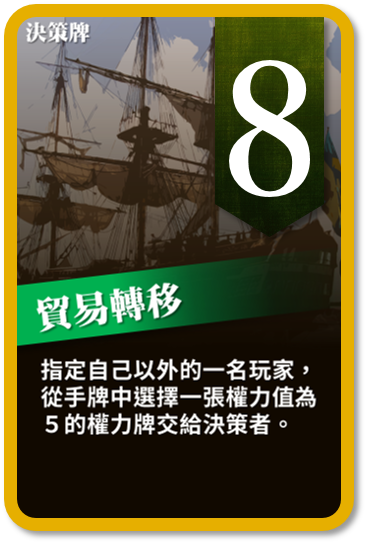 決策牌
8
貿易轉移
指定自己以外的一名玩家，
從手牌中選擇一張權力值為
５的權力牌交給決策者。